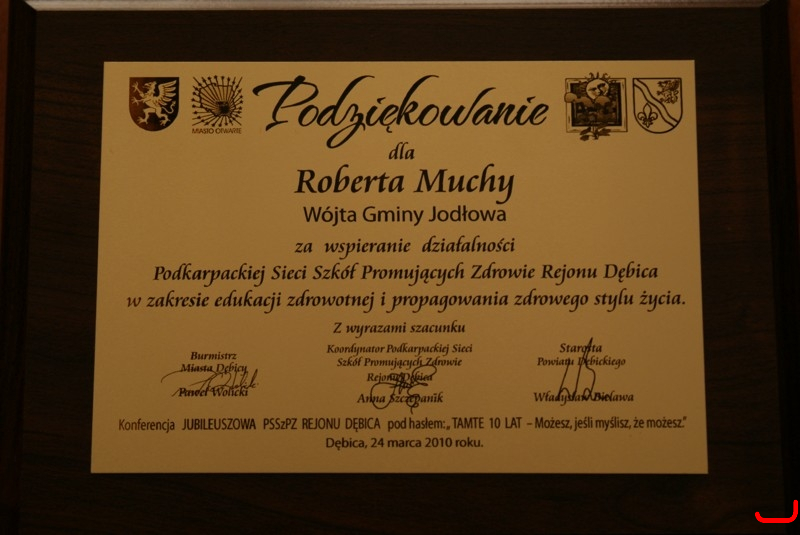 MIASTO OTWARTE
Podziękowanie
dla
Roberta Muchy
Wójta Gminy Jodłowa
za wspieranie działalności
Podkarpackiej Sieci Szkół Promujących Zdrowie Rejonu Dębica
w zakresie edukacji zdrowotnej i propagowania zdrowego stylu życia.
Z wyrazami szacunku
Burmistrz
Miasta Dębicy
Paweł Wolicki
Koordynator Podkarpackiej Sieci
Szkół Promujących Zdrowie
Rejonu Dębica
Anna Szczepanik
Starosta
Powiatu Dębickiego
Władysław Bielawa
Konferencja JUBILEUSZOWA PSSzPZ REJONU DĘBICA pod hasłem: „TAMTE 10 LAT – Możesz, jeśli myślisz, że możesz."
Dębica, 24 marca 2010 roku.